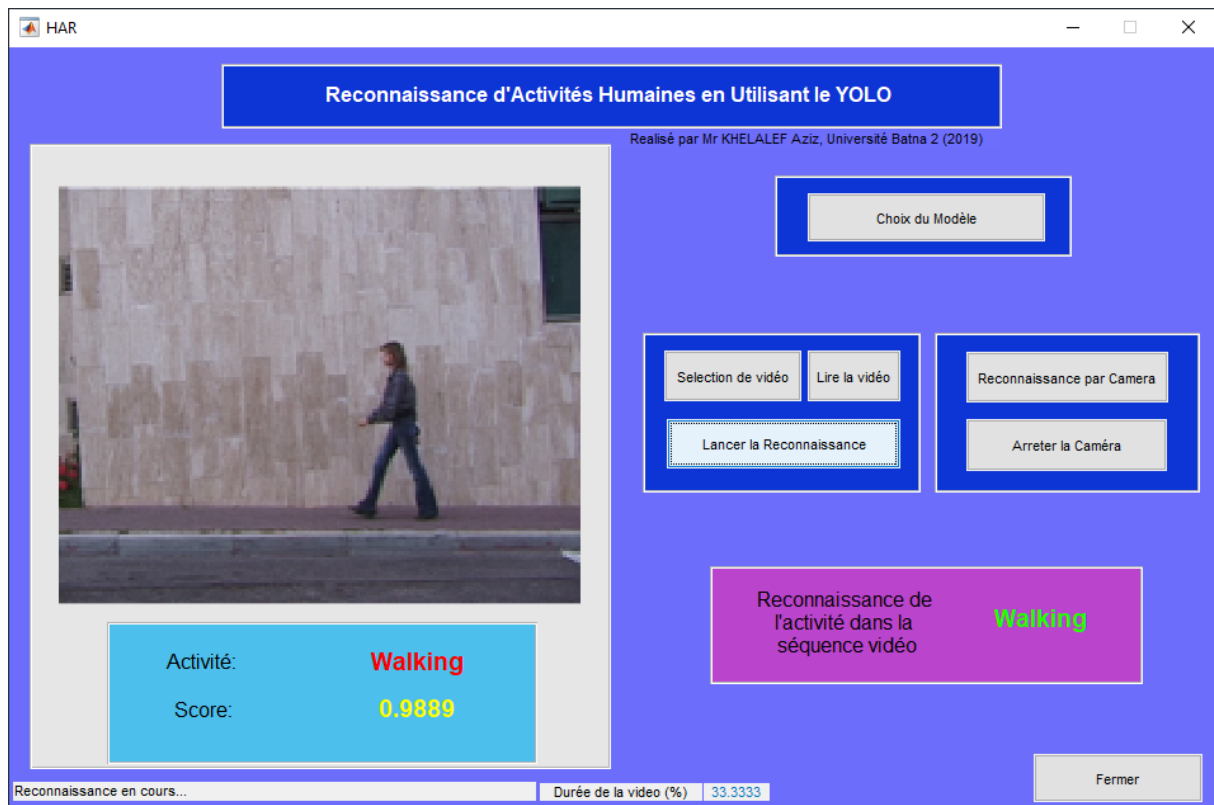 HAR
Reconnaissance d'Activités Humaines en Utilisant le YOLO
Realisé par Mr KHELALEF Aziz, Université Batna 2 (2019)
Choix du Modèle
Selection de vidéo
Lire la vidéo
Reconnaissance par Camera
Lancer la Reconnaissance
Arreter la Caméra
Reconnaissance de
l'activité dans la
séquence vidéo
Walking
Activité:
Walking
Score:
0.9889
Reconnaissance en cours...
Durée de la video (%)
33.3333
Fermer